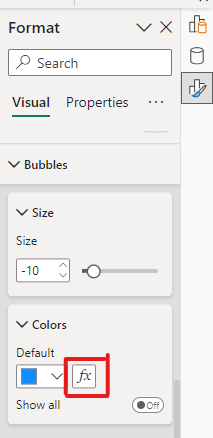 Format
Search
Visual Properties ...
Bubbles
Size
Size
-10
Colors
Default
fx
Show all Off